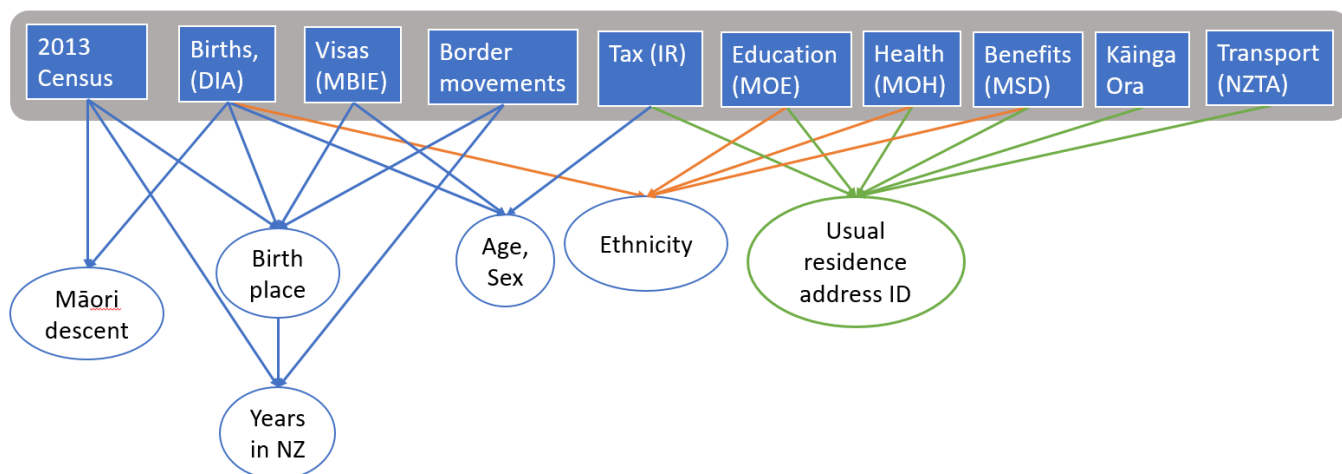 2013
Census
Births,
(DIA)
Visas
(MBIE)
Border
movements
Tax (IR)
Education
(MOE)
Health
(MOH)
Benefits
(MSD)
Kāinga
Ora
Transport
(NZTA)
Māori
descent
Birth
place
Age,
Sex
Ethnicity
Usual
residence
address ID
Years
in NZ